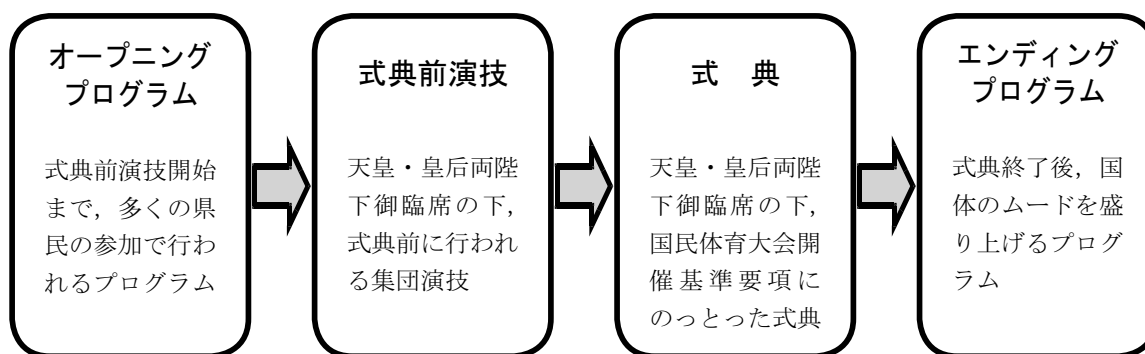 オープニング
プログラム
式典前演技開始
まで，多くの県
民の参加で行わ
れるプログラム
式典前演技
天皇・皇后両陛
下御臨席の下，
式典前に行われ
る集団演技
式　典
天皇・皇后両陛
下御臨席の下，
国民体育大会開
催基準要項に
のっとった式典
エンディング
プログラム
式典終了後，国
体のムードを盛
り上げるプログ
ラム